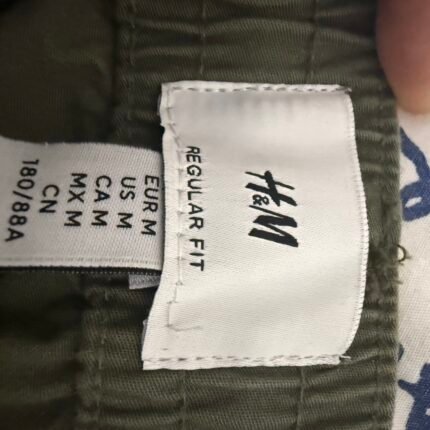 H&M
REGULAR FIT
EUR M
US M
CA M
MX M
CN
180/88A